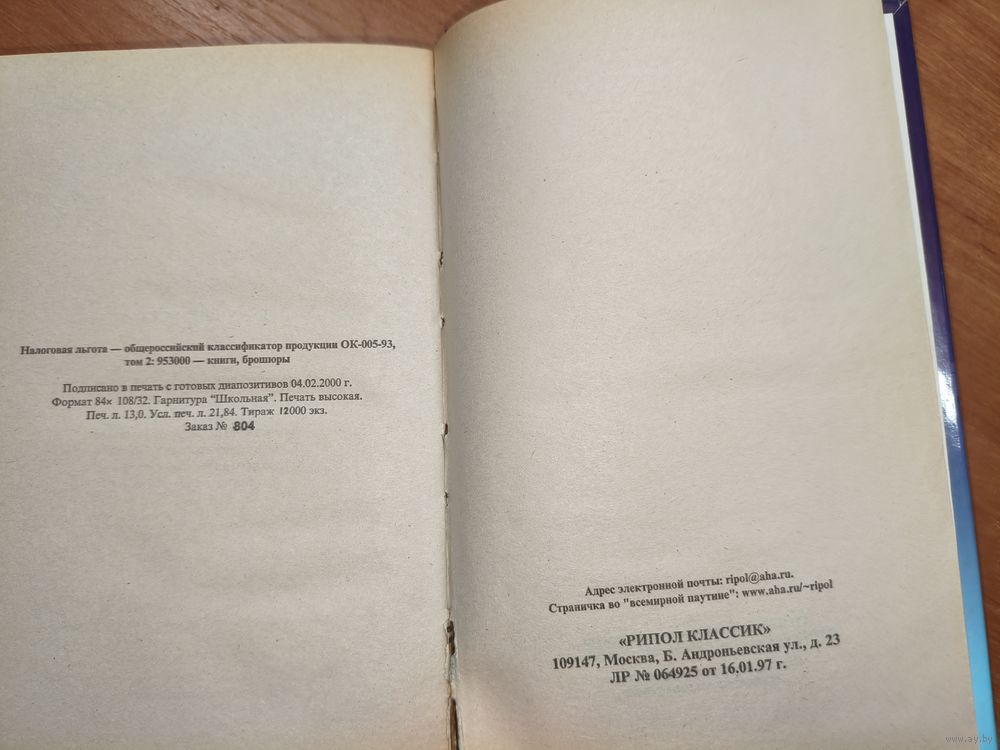 Налоговая льгота — общероссийский классификатор продукции ОК-005-93,
том 2: 953000 — книги, брошюры
Подписано в печать с готовых диапозитивов 04.02.2000 г.
Формат 84× 108/32. Гарнитура "Школьная". Печать высокая.
Печ. л. 13,0. Усл. печ. л. 21,84. Тираж 12000 экз.
Заказ № 804
Адрес электронной почты: ripol@aha.ru.
Страничка во "всемирной паутине": www.aha.ru/~ripol
«РИПОЛ КЛАССИК»
109147, Москва, Б. Андроньевская ул., д. 23
ЛР № 064925 от 16.01.97 г.
www.ay.by